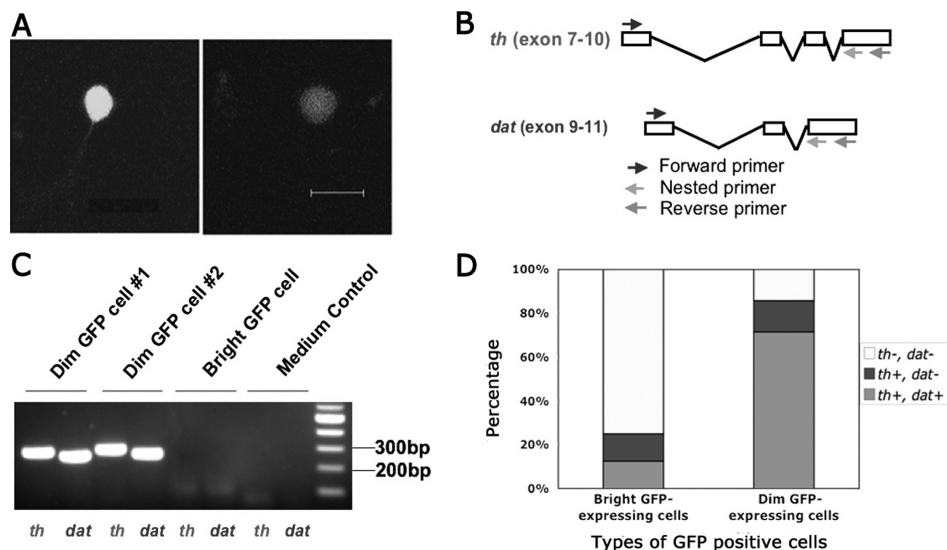 A
B
th (exon 7-10)
dat (exon 9-11)
Forward primer
Nested primer
Reverse primer
C
Dim GFP cell #1
Dim GFP cell #2
Bright GFP cell
Medium Control
300bp
200bp
th dat th dat th dat th dat
D
100%
80%
60%
40%
20%
0%
Percentage
th-, dat-
th+, dat-
th+, dat+
Bright GFP-
expressing cells
Dim GFP-
expressing cells
Types of GFP positive cells